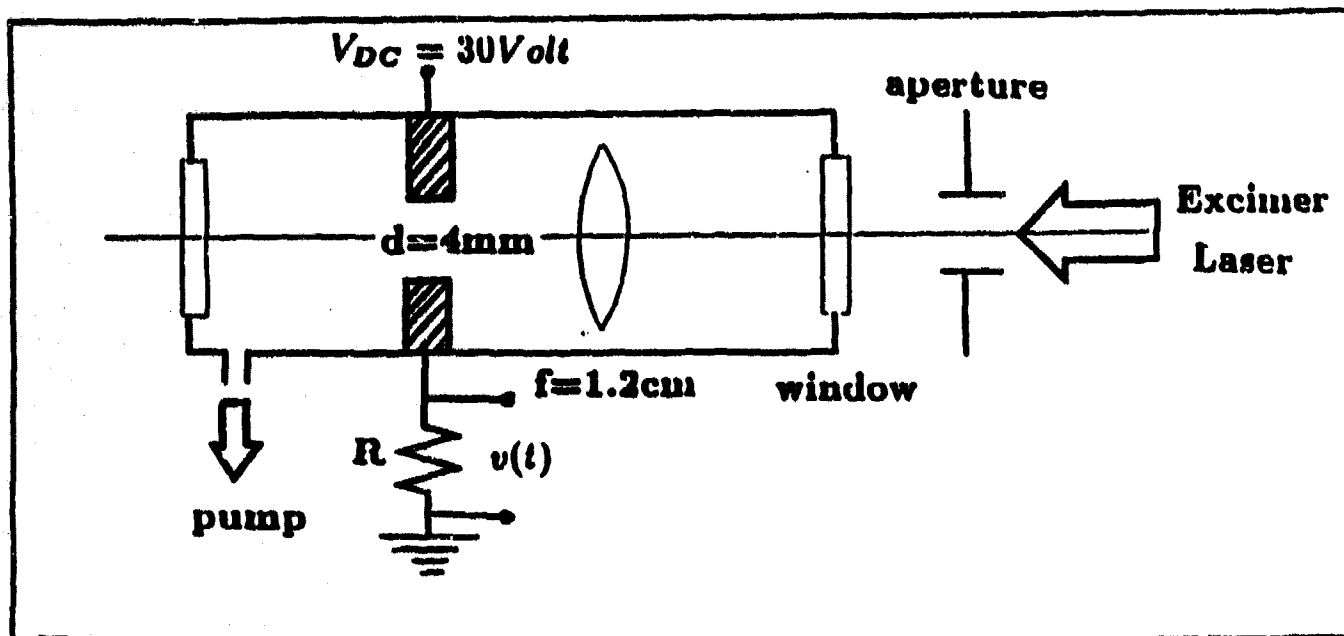 V_DC = 30Volt
aperture
Excimer
Laser
d=4mm
f=1.2cm
window
R
v(t)
pump